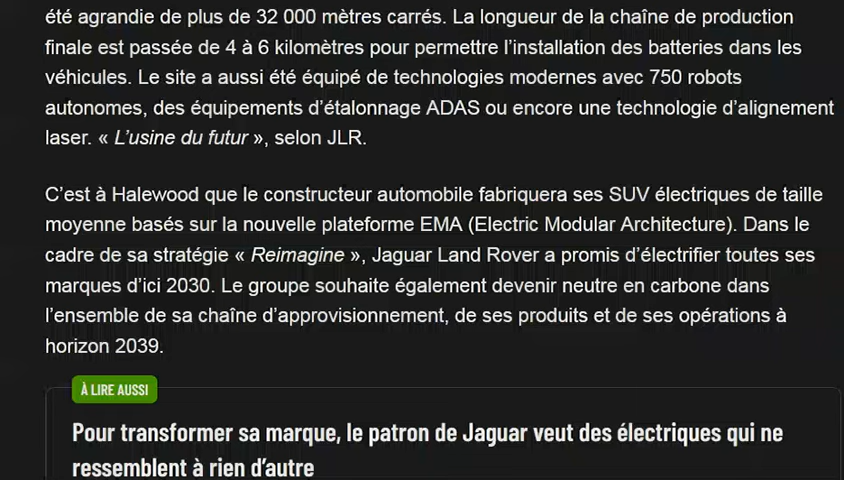 été agrandie de plus de 32 000 mètres carrés. La longueur de la chaîne de production
finale est passée de 4 à 6 kilomètres pour permettre l’installation des batteries dans les
véhicules. Le site a aussi été équipé de technologies modernes avec 750 robots
autonomes, des équipements d’étalonnage ADAS ou encore une technologie d’alignement
laser. « L’usine du futur », selon JLR.
C’est à Halewood que le constructeur automobile fabriquera ses SUV électriques de taille
moyenne basés sur la nouvelle plateforme EMA (Electric Modular Architecture). Dans le
cadre de sa stratégie « Reimagine », Jaguar Land Rover a promis d’électrifier toutes ses
marques d’ici 2030. Le groupe souhaite également devenir neutre en carbone dans
l’ensemble de sa chaîne d’approvisionnement, de ses produits et de ses opérations à
horizon 2039.
À LIRE AUSSI
Pour transformer sa marque, le patron de Jaguar veut des électriques qui ne
ressemblent à rien d’autre